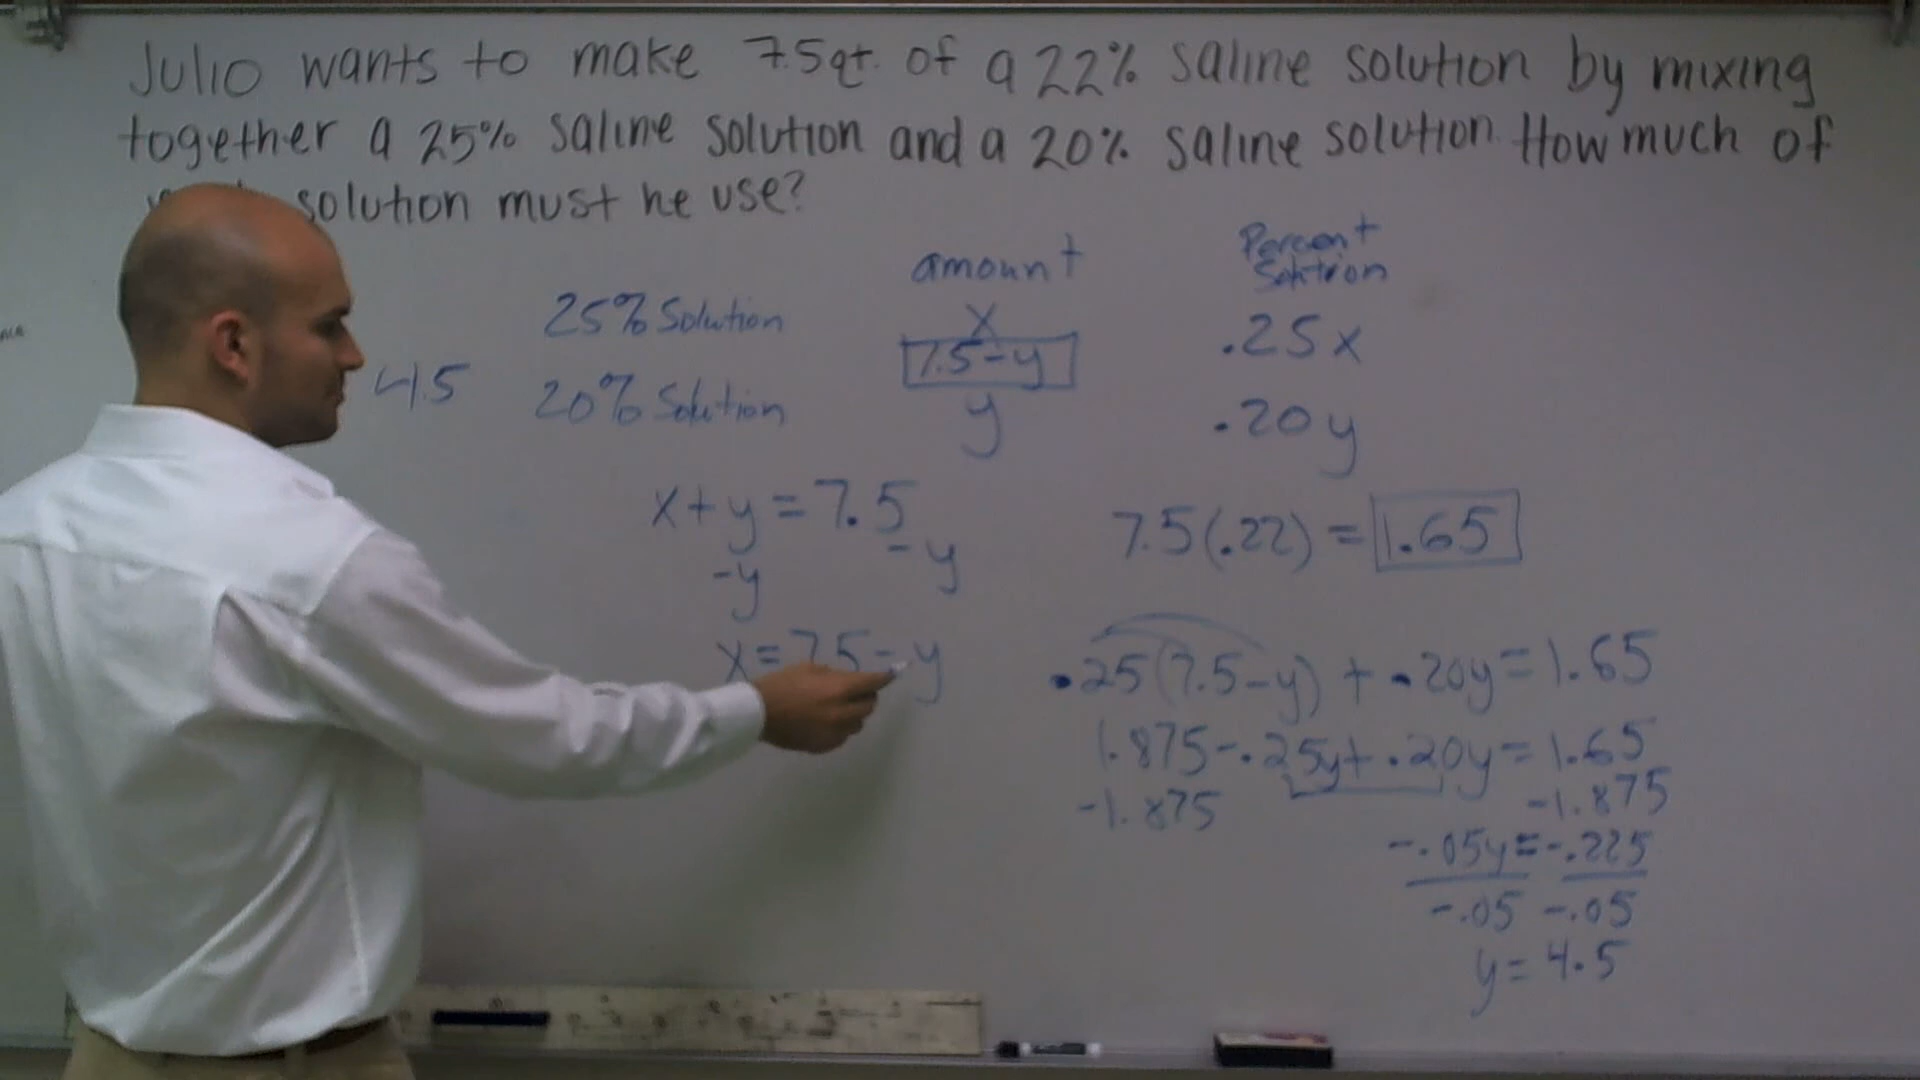 Julio wants to make 7.5qt. of a 22% saline solution by mixing
together a 25% saline solution and a 20% saline solution. How much of
solution must he use?
amount
Percent
Solution
25% Solution
x
.25x
7.5-y
4.5
20% Solution
y
.20y
x+y=7.5
-y
-y
7.5(.22) = 1.65
x=7.5-y
.25(7.5-y) + .20y=1.65
1.875-.25y+.20y=1.65
-1.875
-1.875
-.05y=-.225
-.05 -.05
y=4.5